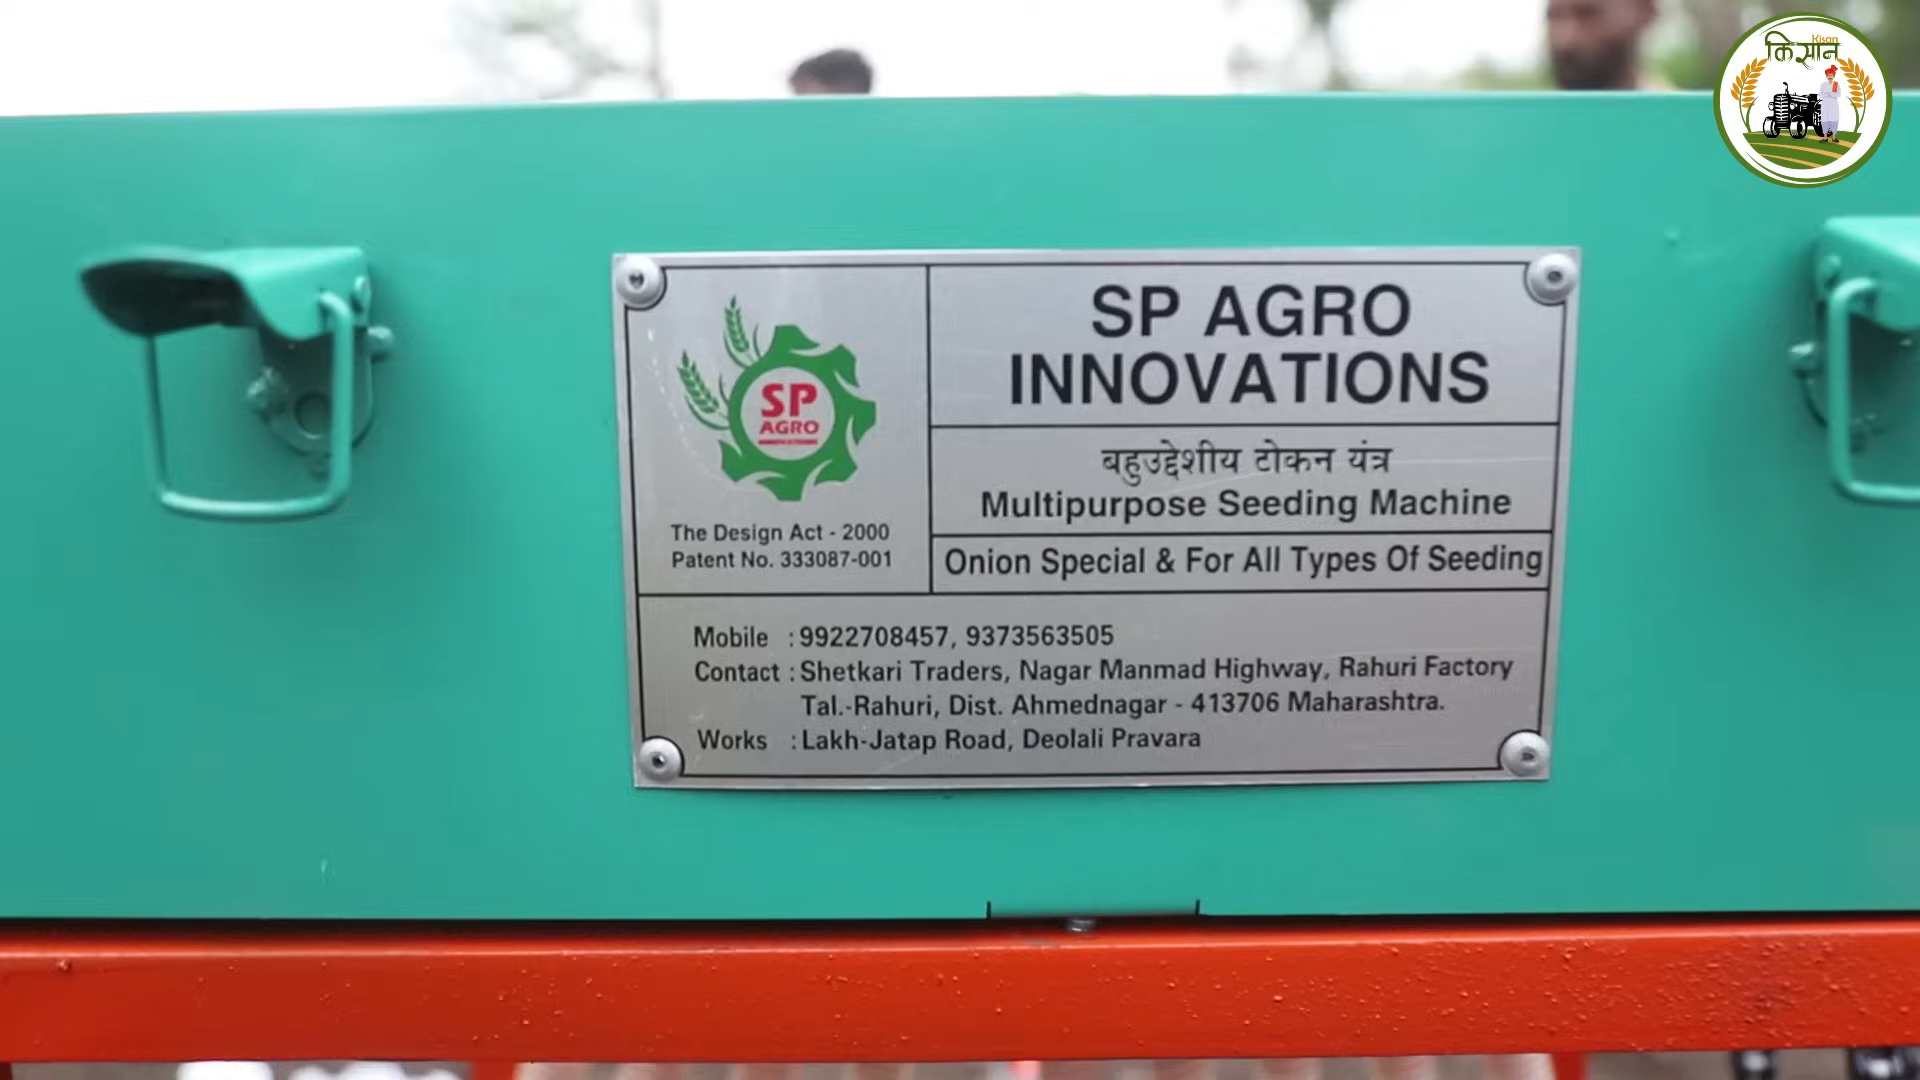 Kisan
किसान
SP AGRO
INNOVATIONS
SP
AGRO
बहुउद्देशीय टोकन यंत्र
Multipurpose Seeding Machine
The Design Act - 2000
Patent No. 333087-001
Onion Special & For All Types Of Seeding
Mobile : 9922708457, 9373563505
Contact : Shetkari Traders, Nagar Manmad Highway, Rahuri Factory
Tal.-Rahuri, Dist. Ahmednagar - 413706 Maharashtra.
Works : Lakh-Jatap Road, Deolali Pravara